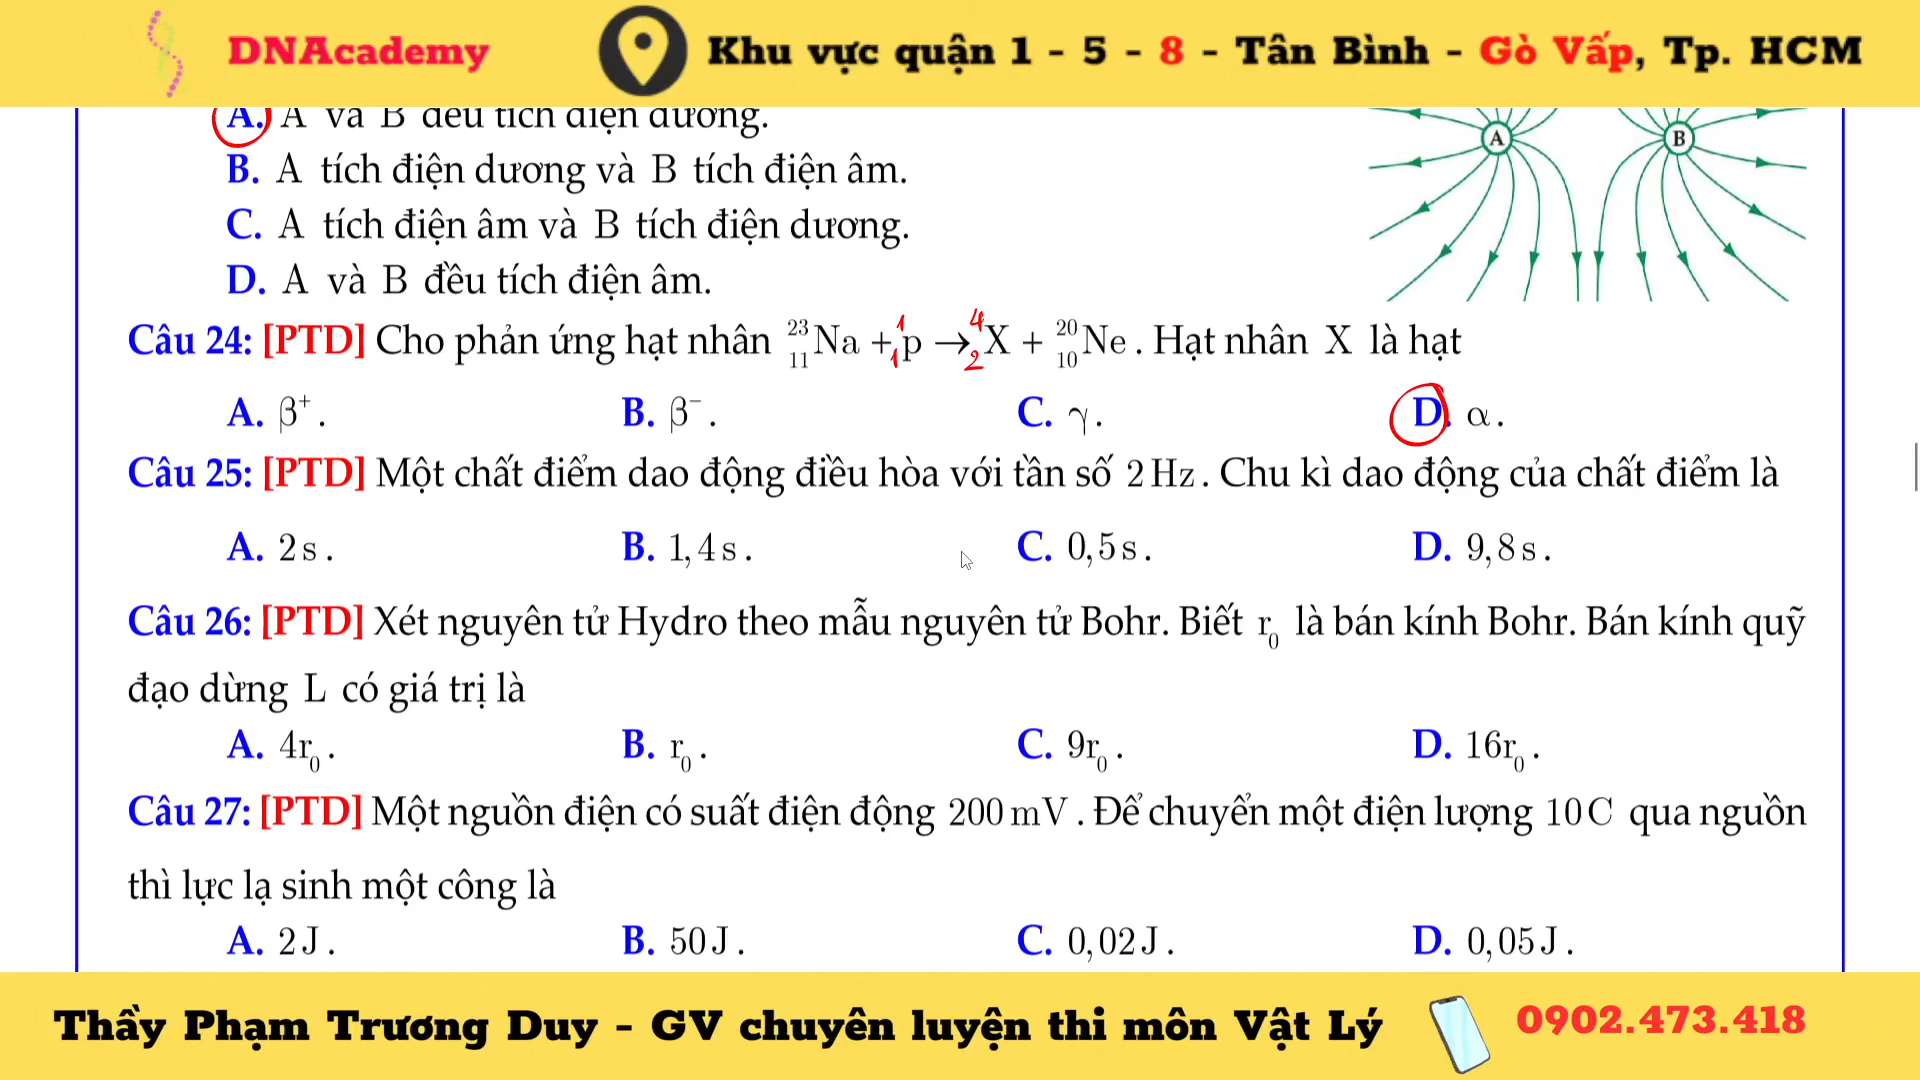 DNAcademy Khu vực quận 1 - 5 - 8 - Tân Bình - Gò Vấp, Tp. HCM
A. A và B đều tích điện dương.
B. A tích điện dương và B tích điện âm.
C. A tích điện âm và B tích điện dương.
D. A và B đều tích điện âm.
A B
Câu 24: [PTD] Cho phản ứng hạt nhân ²³₁₁Na + ¹₁p → ⁴₂X + ²⁰₁₀Ne. Hạt nhân X là hạt
A. β⁺. B. β⁻. C. γ. D. α.
Câu 25: [PTD] Một chất điểm dao động điều hòa với tần số 2 Hz. Chu kì dao động của chất điểm là
A. 2 s. B. 1,4 s. C. 0,5 s. D. 9,8 s.
Câu 26: [PTD] Xét nguyên tử Hydro theo mẫu nguyên tử Bohr. Biết r₀ là bán kính Bohr. Bán kính quỹ
đạo dừng L có giá trị là
A. 4r₀. B. r₀. C. 9r₀. D. 16r₀.
Câu 27: [PTD] Một nguồn điện có suất điện động 200 mV. Để chuyển một điện lượng 10 C qua nguồn
thì lực lạ sinh một công là
A. 2 J. B. 50 J. C. 0,02 J. D. 0,05 J.
Thầy Phạm Trương Duy - GV chuyên luyện thi môn Vật Lý 0902.473.418